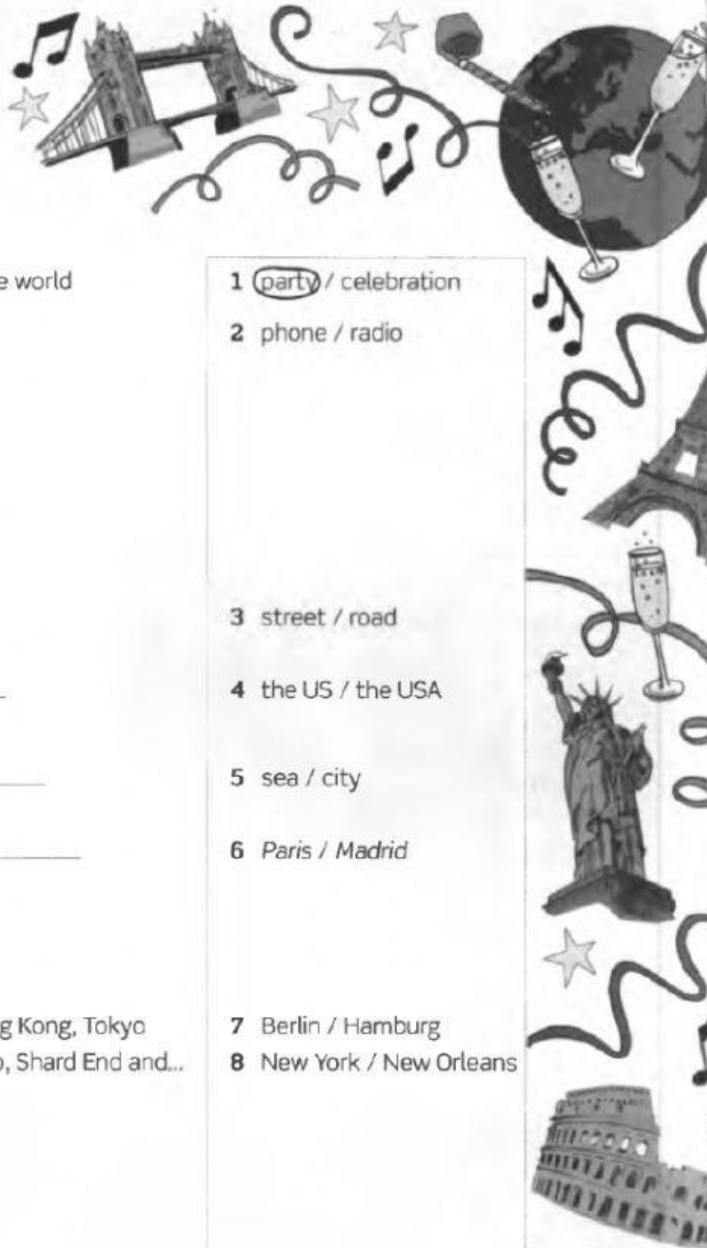 e world
1 party / celebration
2 phone / radio
3 street / road
4 the US / the USA
5 sea / city
6 Paris / Madrid
g Kong, Tokyo
7 Berlin / Hamburg
o, Shard End and...
8 New York / New Orleans